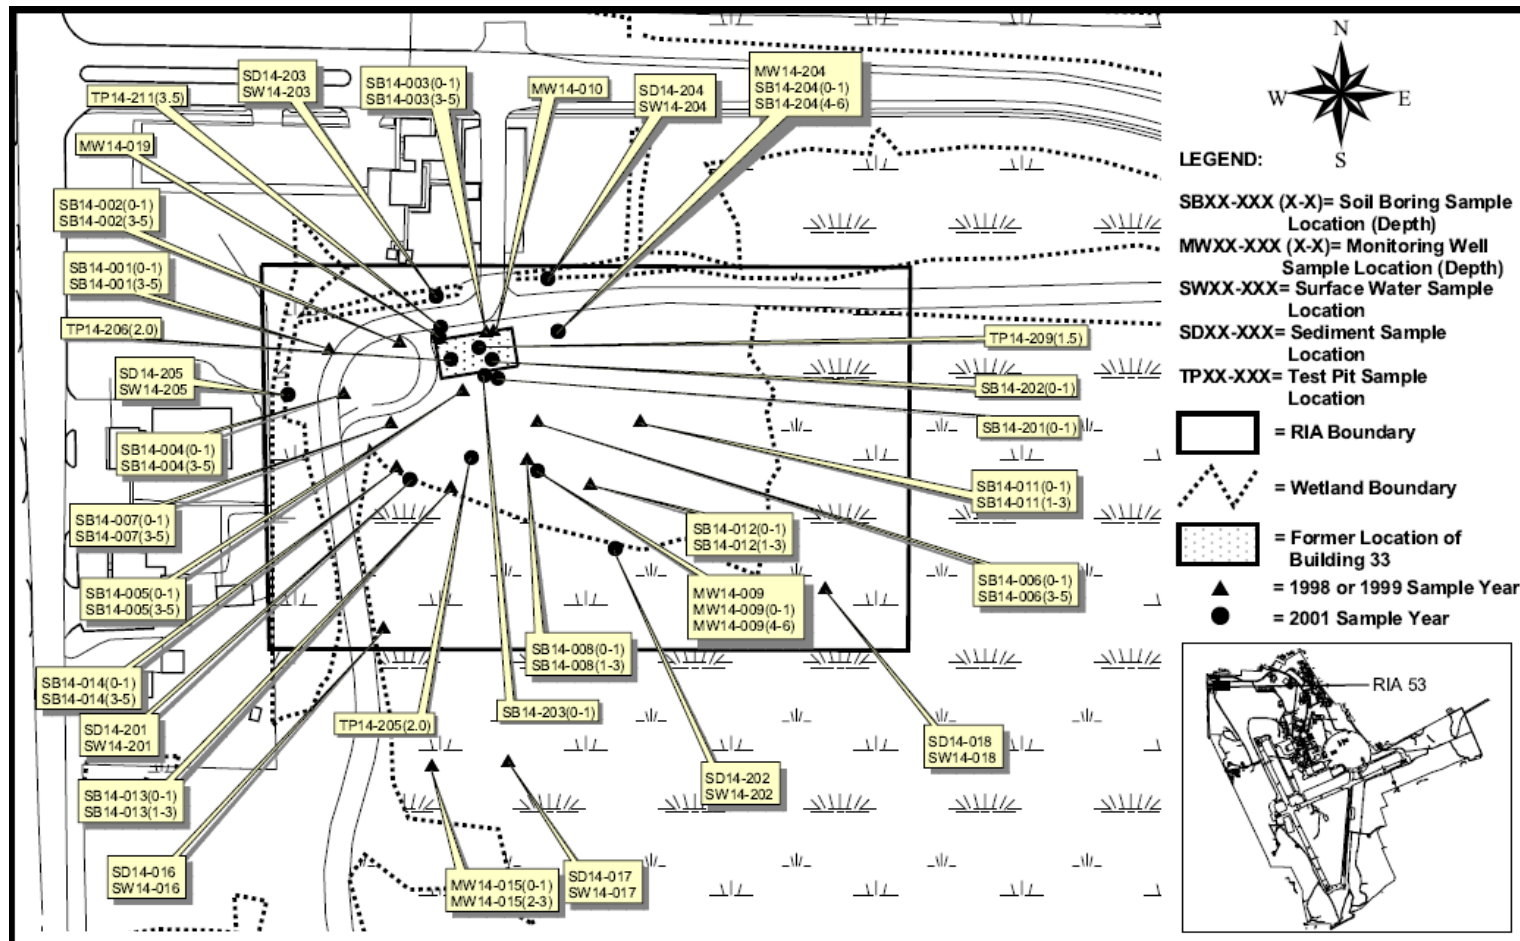 SD14-203
SW14-203
SB14-003(0-1)
SB14-003(3-5)
MW14-010
SD14-204
SW14-204
MW14-204
SB14-204(0-1)
SB14-204(4-6)
TP14-211(3.5)
MW14-019
SB14-002(0-1)
SB14-002(3-5)
SB14-001(0-1)
SB14-001(3-5)
TP14-206(2.0)
SD14-205
SW14-205
SB14-004(0-1)
SB14-004(3-5)
SB14-007(0-1)
SB14-007(3-5)
SB14-005(0-1)
SB14-005(3-5)
SB14-014(0-1)
SB14-014(3-5)
SD14-201
SW14-201
SB14-013(0-1)
SB14-013(1-3)
SD14-016
SW14-016
TP14-209(1.5)
SB14-202(0-1)
SB14-201(0-1)
SB14-011(0-1)
SB14-011(1-3)
SB14-012(0-1)
SB14-012(1-3)
SB14-006(0-1)
SB14-006(3-5)
MW14-009
MW14-009(0-1)
MW14-009(4-6)
SB14-008(0-1)
SB14-008(1-3)
SB14-203(0-1)
TP14-205(2.0)
SD14-018
SW14-018
SD14-202
SW14-202
MW14-015(0-1)
MW14-015(2-3)
SD14-017
SW14-017
N
W E
S
LEGEND:
SBXX-XXX (X-X)= Soil Boring Sample
Location (Depth)
MWXX-XXX (X-X)= Monitoring Well
Sample Location (Depth)
SWXX-XXX= Surface Water Sample
Location
SDXX-XXX= Sediment Sample
Location
TPXX-XXX= Test Pit Sample
Location
= RIA Boundary
= Wetland Boundary
= Former Location of
Building 33
= 1998 or 1999 Sample Year
= 2001 Sample Year
RIA 53